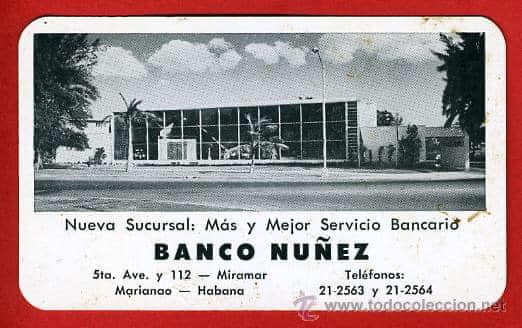 Nueva Sucursal: Más y Mejor Servicio Bancario
BANCO NUÑEZ
5ta. Ave. y 112 — Miramar
Marianao — Habana
Teléfonos:
21-2563 y 21-2564
www.todocoleccion.net